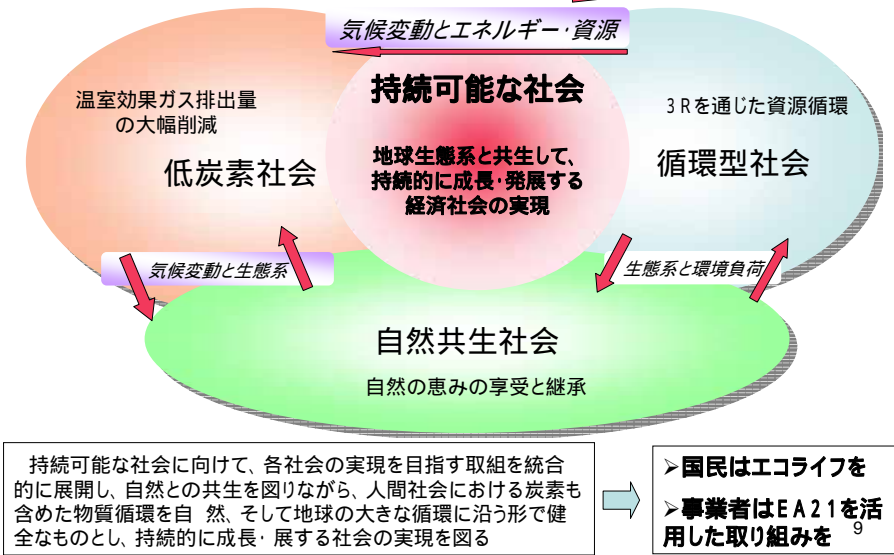 気候変動とエネルギー・資源
持続可能な社会
地球生態系と共生して、
持続的に成長・発展する
経済社会の実現
温室効果ガス排出量
の大幅削減
低炭素社会
3Rを通じた資源循環
循環型社会
気候変動と生態系
生態系と環境負荷
自然共生社会
自然の恵みの享受と継承
持続可能な社会に向けて、各社会の実現を目指す取組を統合
的に展開し、自然との共生を図りながら、人間社会における炭素も
含めた物質循環を自 然、そして地球の大きな循環に沿う形で健
全なものとし、持続的に成長・ 展する社会の実現を図る
➢国民はエコライフを
➢事業者はEA21を活
用した取り組みを
9